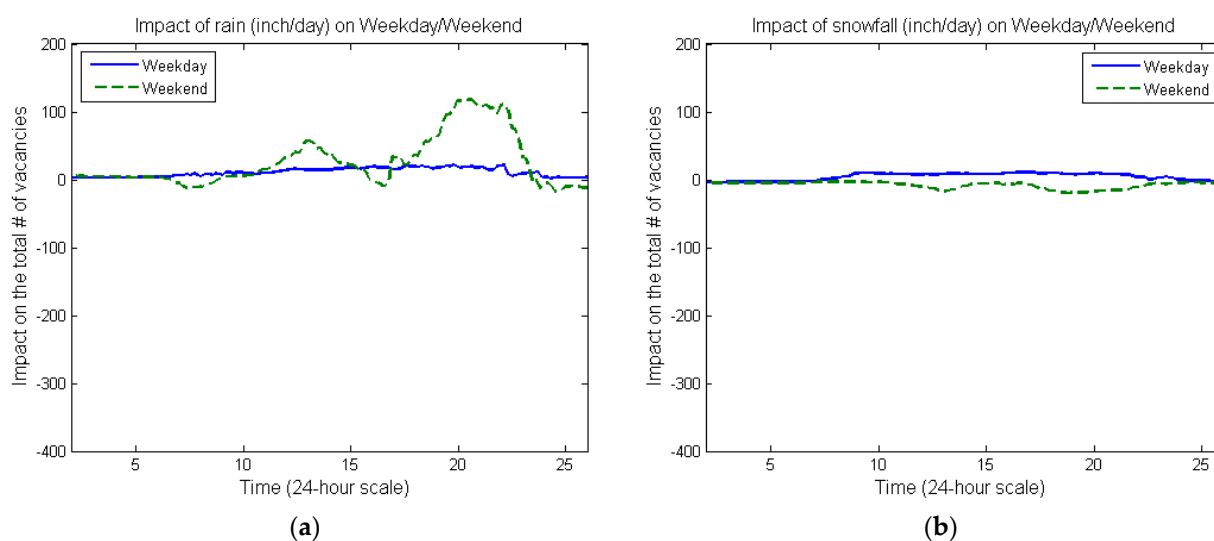 Impact of rain (inch/day) on Weekday/Weekend
200
100
0
-100
-200
-300
-400
Impact on the total # of vacancies
Weekday
Weekend
5
10
15
20
25
Time (24-hour scale)
(a)
Impact of snowfall (inch/day) on Weekday/Weekend
200
100
0
-100
-200
-300
-400
Impact on the total # of vacancies
Weekday
Weekend
5
10
15
20
25
Time (24-hour scale)
(b)